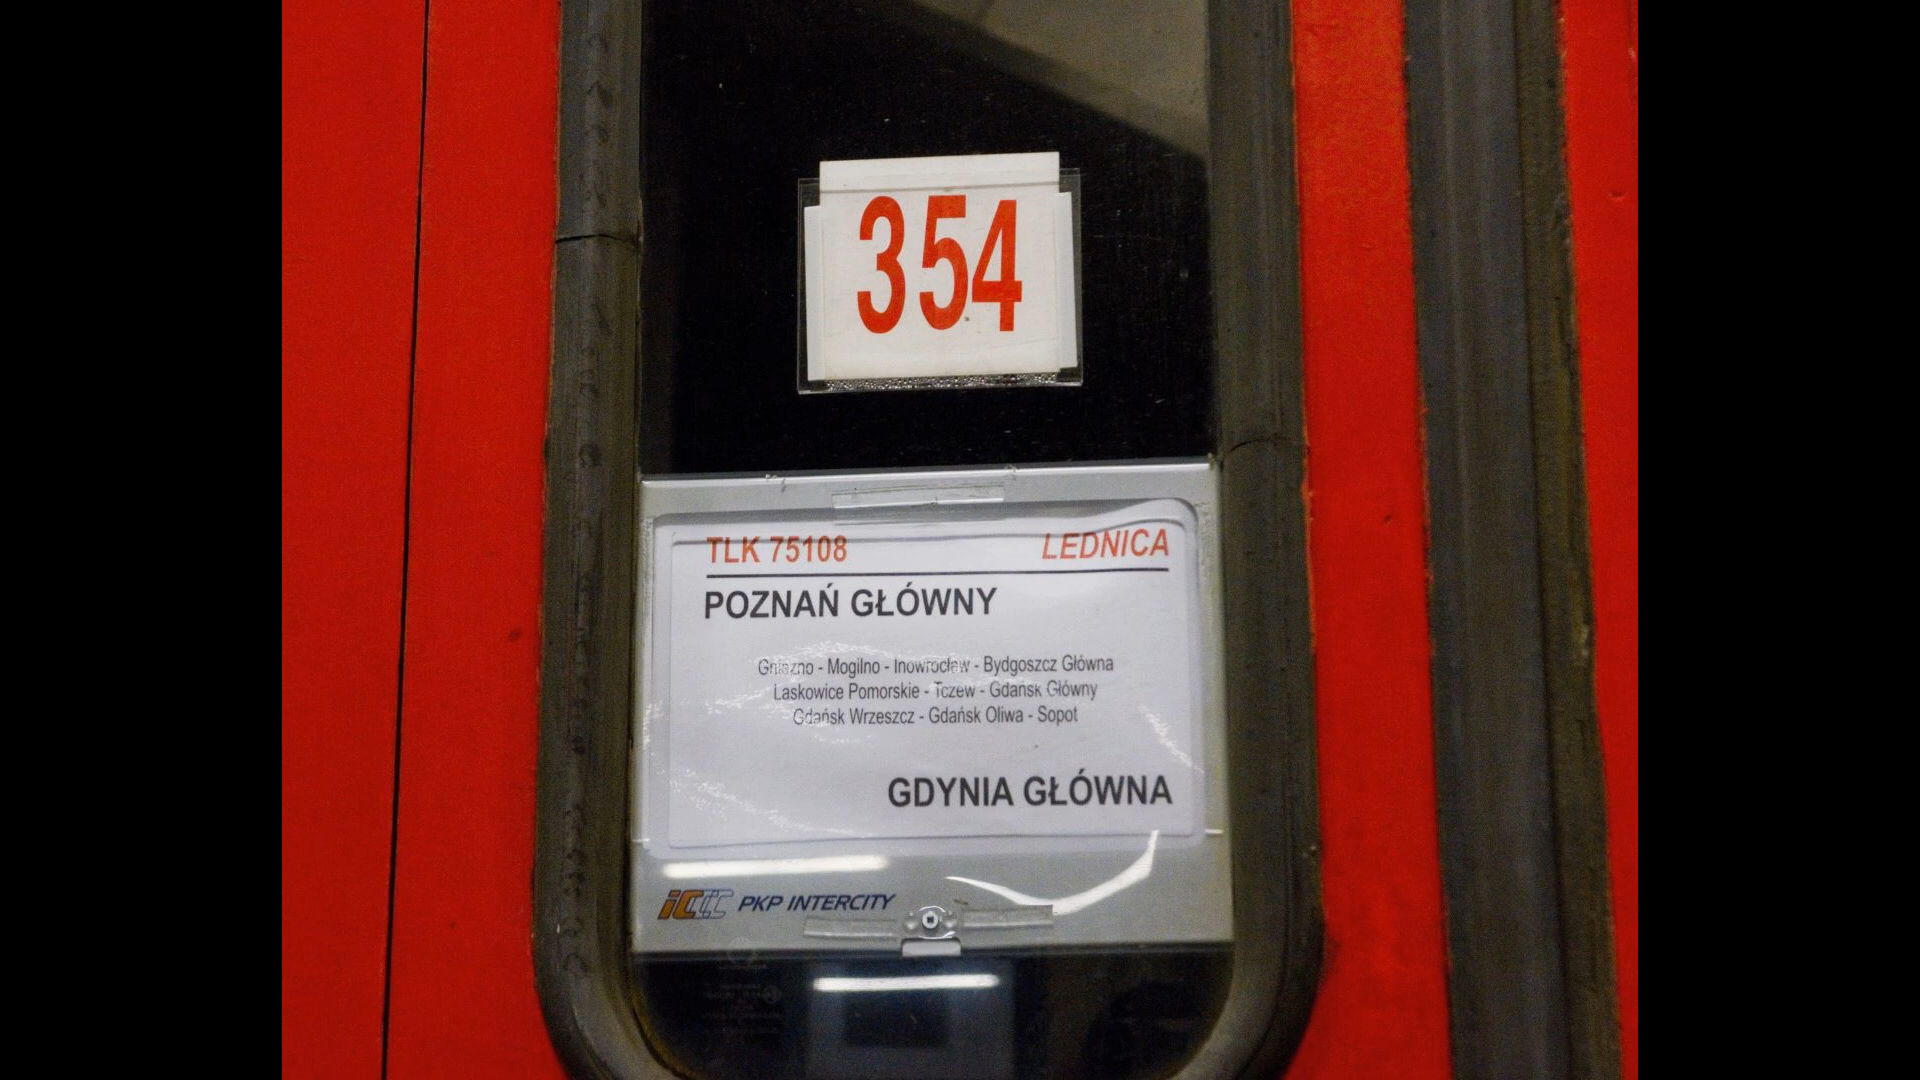 354
TLK 75108 LEDNICA
POZNAŃ GŁÓWNY
Gniezno - Mogilno - Inowrocław - Bydgoszcz Główna
Laskowice Pomorskie - Tczew - Gdańsk Główny
Gdańsk Wrzeszcz - Gdańsk Oliwa - Sopot
GDYNIA GŁÓWNA
PKP INTERCITY